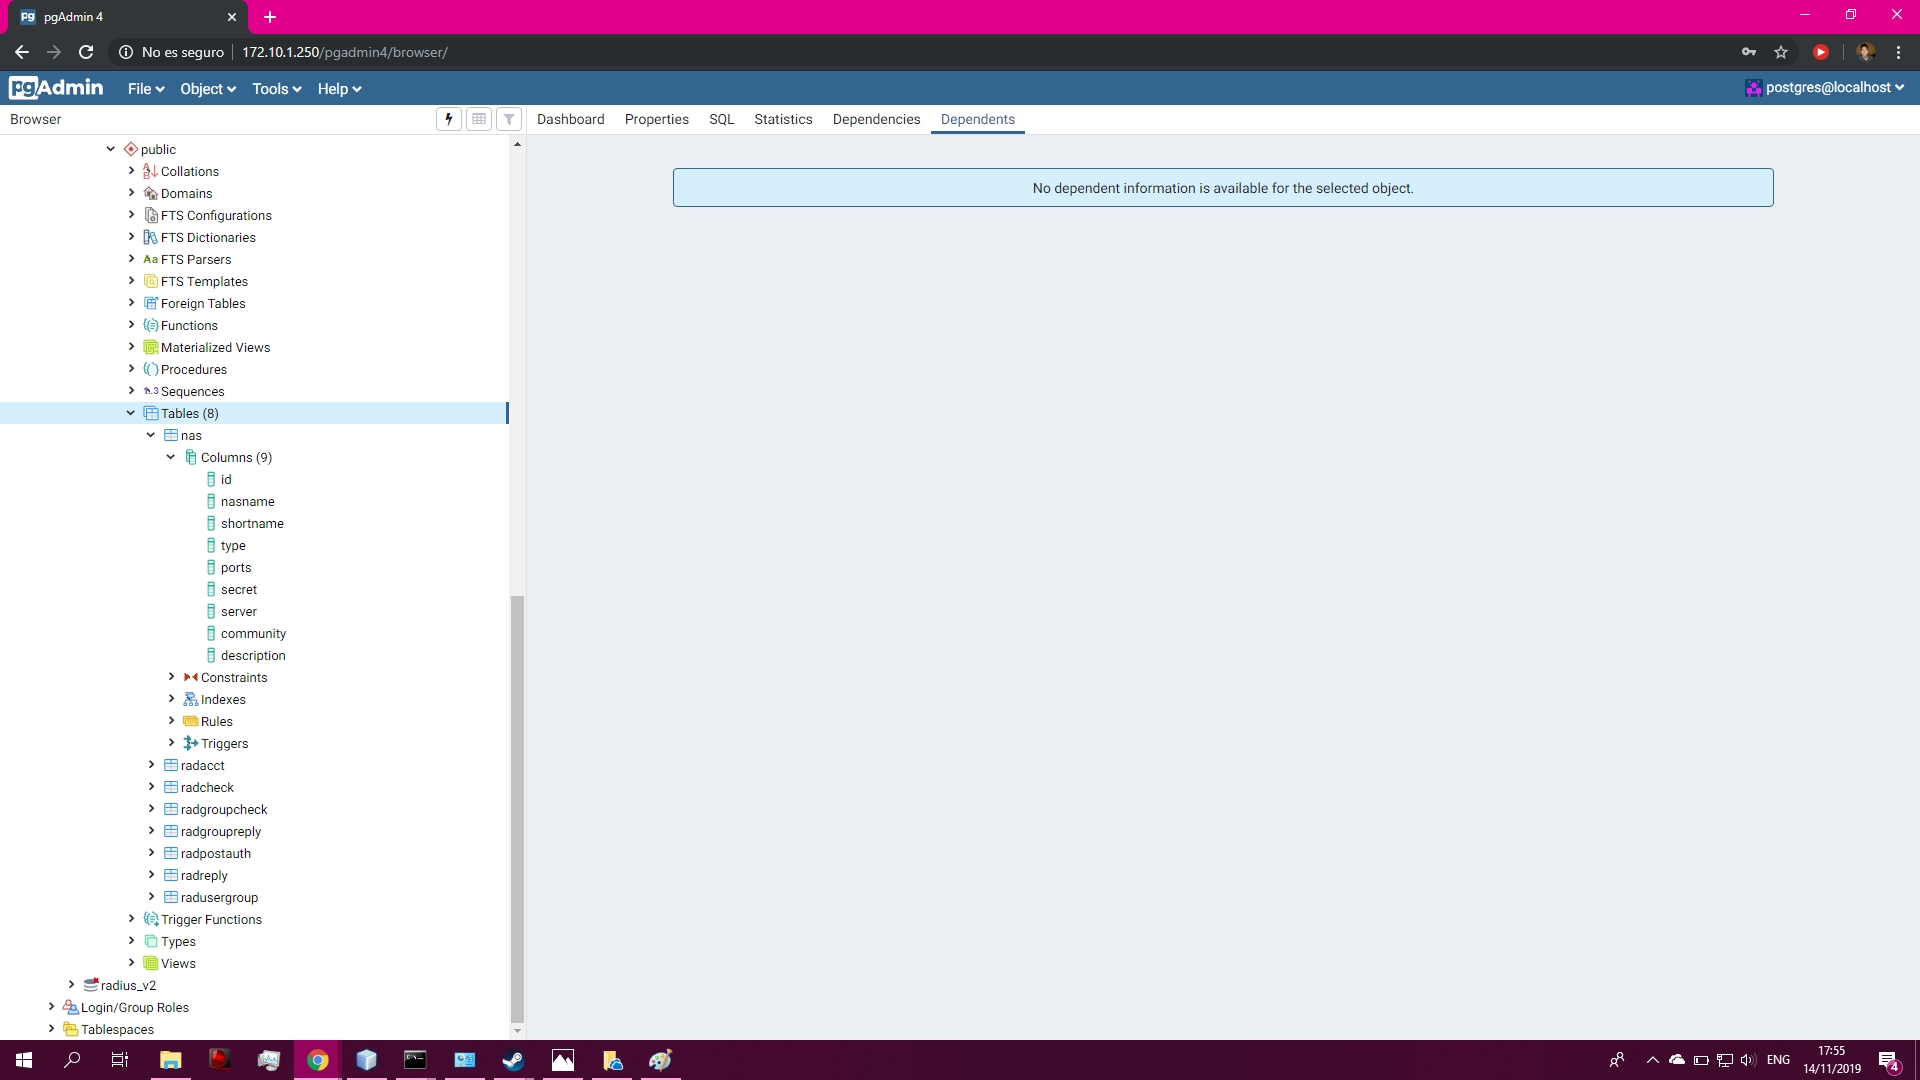 pgAdmin 4
No es seguro
172.10.1.250/pgadmin4/browser/
pgAdmin
File
Object
Tools
Help
postgres@localhost
Browser
Dashboard
Properties
SQL
Statistics
Dependencies
Dependents
No dependent information is available for the selected object.
public
Collations
Domains
FTS Configurations
FTS Dictionaries
Aa FTS Parsers
FTS Templates
Foreign Tables
Functions
Materialized Views
Procedures
Sequences
Tables (8)
nas
Columns (9)
id
nasname
shortname
type
ports
secret
server
community
description
Constraints
Indexes
Rules
Triggers
radacct
radcheck
radgroupcheck
radgroupreply
radpostauth
radreply
radusergroup
Trigger Functions
Types
Views
radius_v2
Login/Group Roles
Tablespaces
ENG
17:55
14/11/2019
4